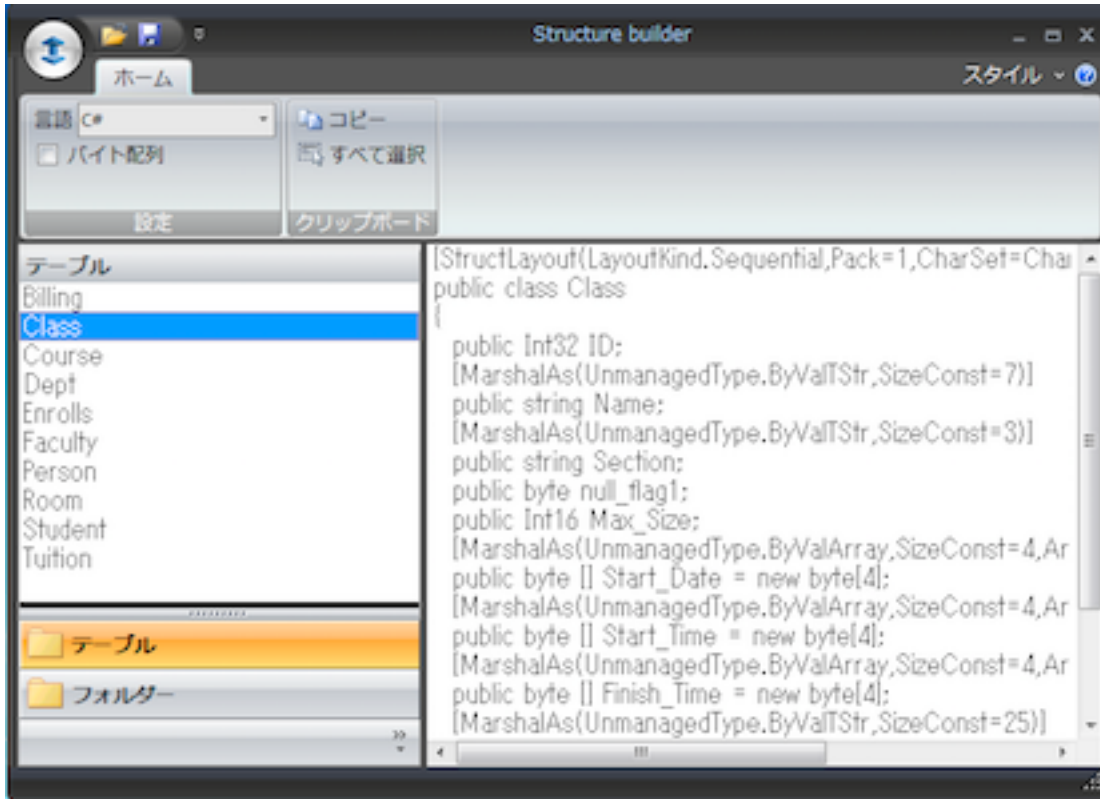 Structure builder
ホーム
スタイル
言語 C#
バイト配列
設定
コピー
すべて選択
クリップボード
テーブル
Billing
Class
Course
Dept
Enrolls
Faculty
Person
Room
Student
Tuition
テーブル
フォルダー
[StructLayout(LayoutKind.Sequential,Pack=1,CharSet=Cha
public class Class
{
public Int32 ID;
[MarshalAs(UnmanagedType.ByValTStr,SizeConst=7)]
public string Name;
[MarshalAs(UnmanagedType.ByValTStr,SizeConst=3)]
public string Section;
public byte null_flag1;
public Int16 Max_Size;
[MarshalAs(UnmanagedType.ByValArray,SizeConst=4,Ar
public byte [] Start_Date = new byte[4];
[MarshalAs(UnmanagedType.ByValArray,SizeConst=4,Ar
public byte [] Start_Time = new byte[4];
[MarshalAs(UnmanagedType.ByValArray,SizeConst=4,Ar
public byte [] Finish_Time = new byte[4];
[MarshalAs(UnmanagedType.ByValTStr,SizeConst=25)]